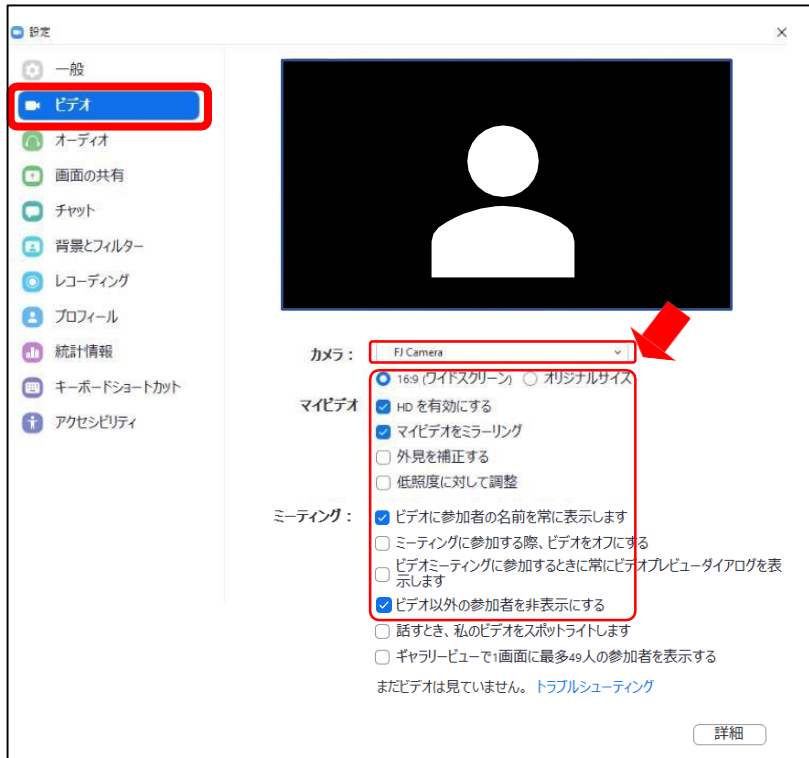 設定
一般
ビデオ
オーディオ
画面の共有
チャット
背景とフィルター
レコーディング
プロフィール
統計情報
キーボードショートカット
アクセシビリティ
カメラ： FJ Camera
16:9 (ワイドスクリーン) オリジナルサイズ
マイビデオ HD を有効にする
マイビデオをミラーリング
外見を補正する
低照度に対して調整
ミーティング： ビデオに参加者の名前を常に表示します
ミーティングに参加する際、ビデオをオフにする
ビデオミーティングに参加するときに常にビデオプレビューダイアログを表
示します
ビデオ以外の参加者を非表示にする
話すとき、私のビデオをスポットライトします
ギャラリービューで1画面に最多49人の参加者を表示する
まだビデオは見ていません。 トラブルシューティング
詳細